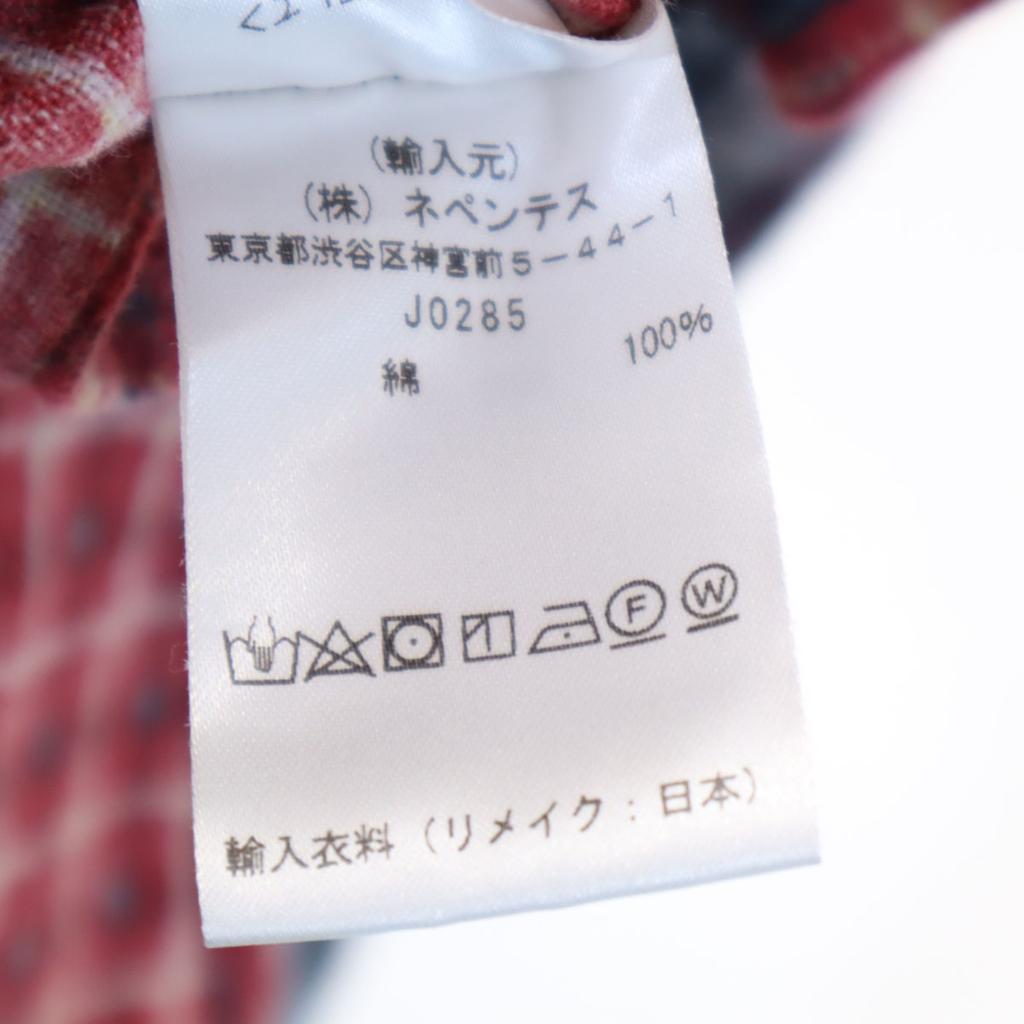 (輸入元)
(株) ネペンテス
東京都渋谷区神宮前5-44-1
J0285
綿 100%
F W
輸入衣料 (リメイク:日本)